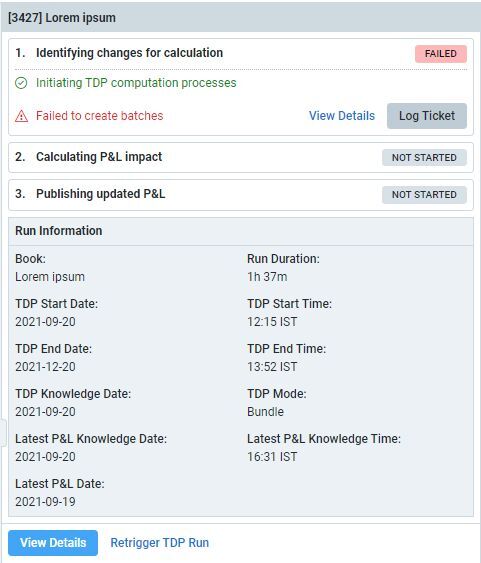 [3427] Lorem ipsum
1. Identifying changes for calculation FAILED
Initiating TDP computation processes
Failed to create batches View Details Log Ticket
2. Calculating P&L impact NOT STARTED
3. Publishing updated P&L NOT STARTED
Run Information
Book: Run Duration:
Lorem ipsum 1h 37m
TDP Start Date: TDP Start Time:
2021-09-20 12:15 IST
TDP End Date: TDP End Time:
2021-12-20 13:52 IST
TDP Knowledge Date: TDP Mode:
2021-09-20 Bundle
Latest P&L Knowledge Date: Latest P&L Knowledge Time:
2021-09-20 16:31 IST
Latest P&L Date:
2021-09-19
View Details Retrigger TDP Run